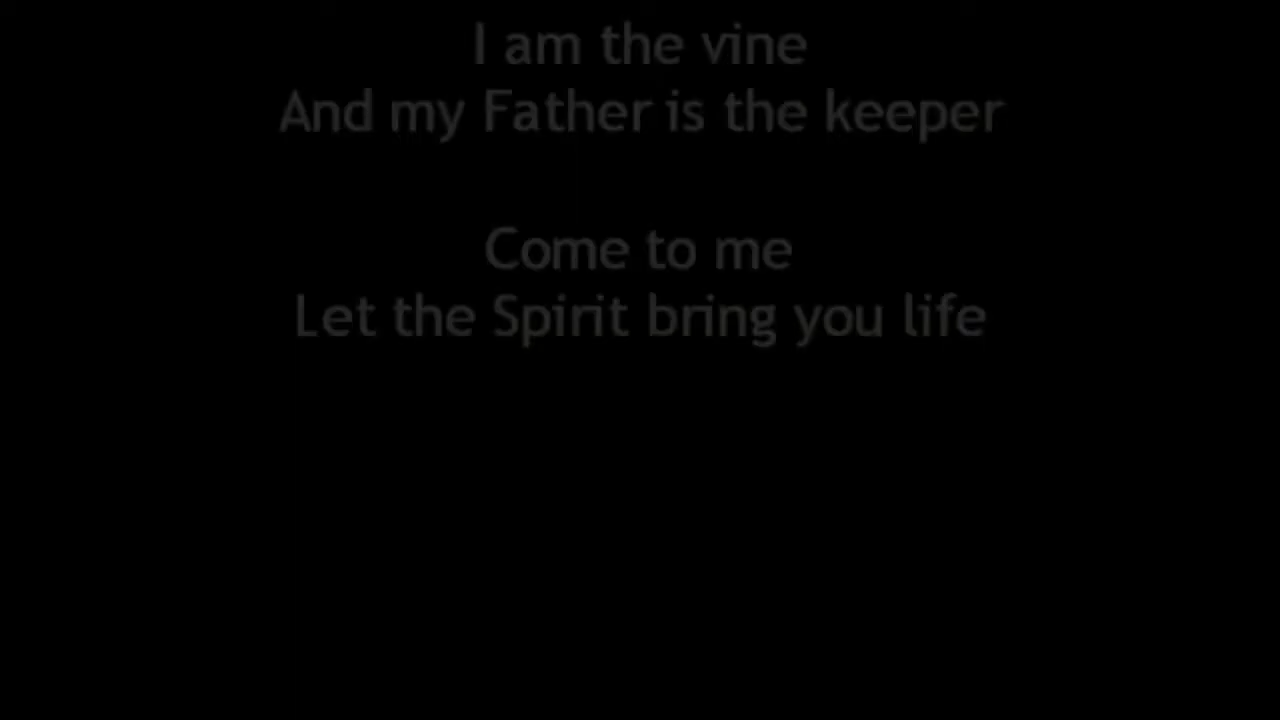 I am the vine
And my Father is the keeper
Come to me
Let the Spirit bring you life